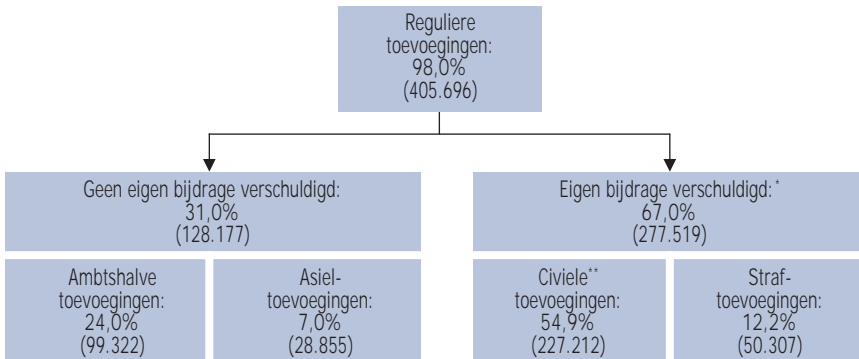 Reguliere
toevoegingen:
98,0%
(405.696)
Geen eigen bijdrage verschuldigd:
31,0%
(128.177)
Eigen bijdrage verschuldigd:*
67,0%
(277.519)
Ambtshalve
toevoegingen:
24,0%
(99.322)
Asiel-
toevoegingen:
7,0%
(28.855)
Civiele**
toevoegingen:
54,9%
(227.212)
Straf-
toevoegingen:
12,2%
(50.307)